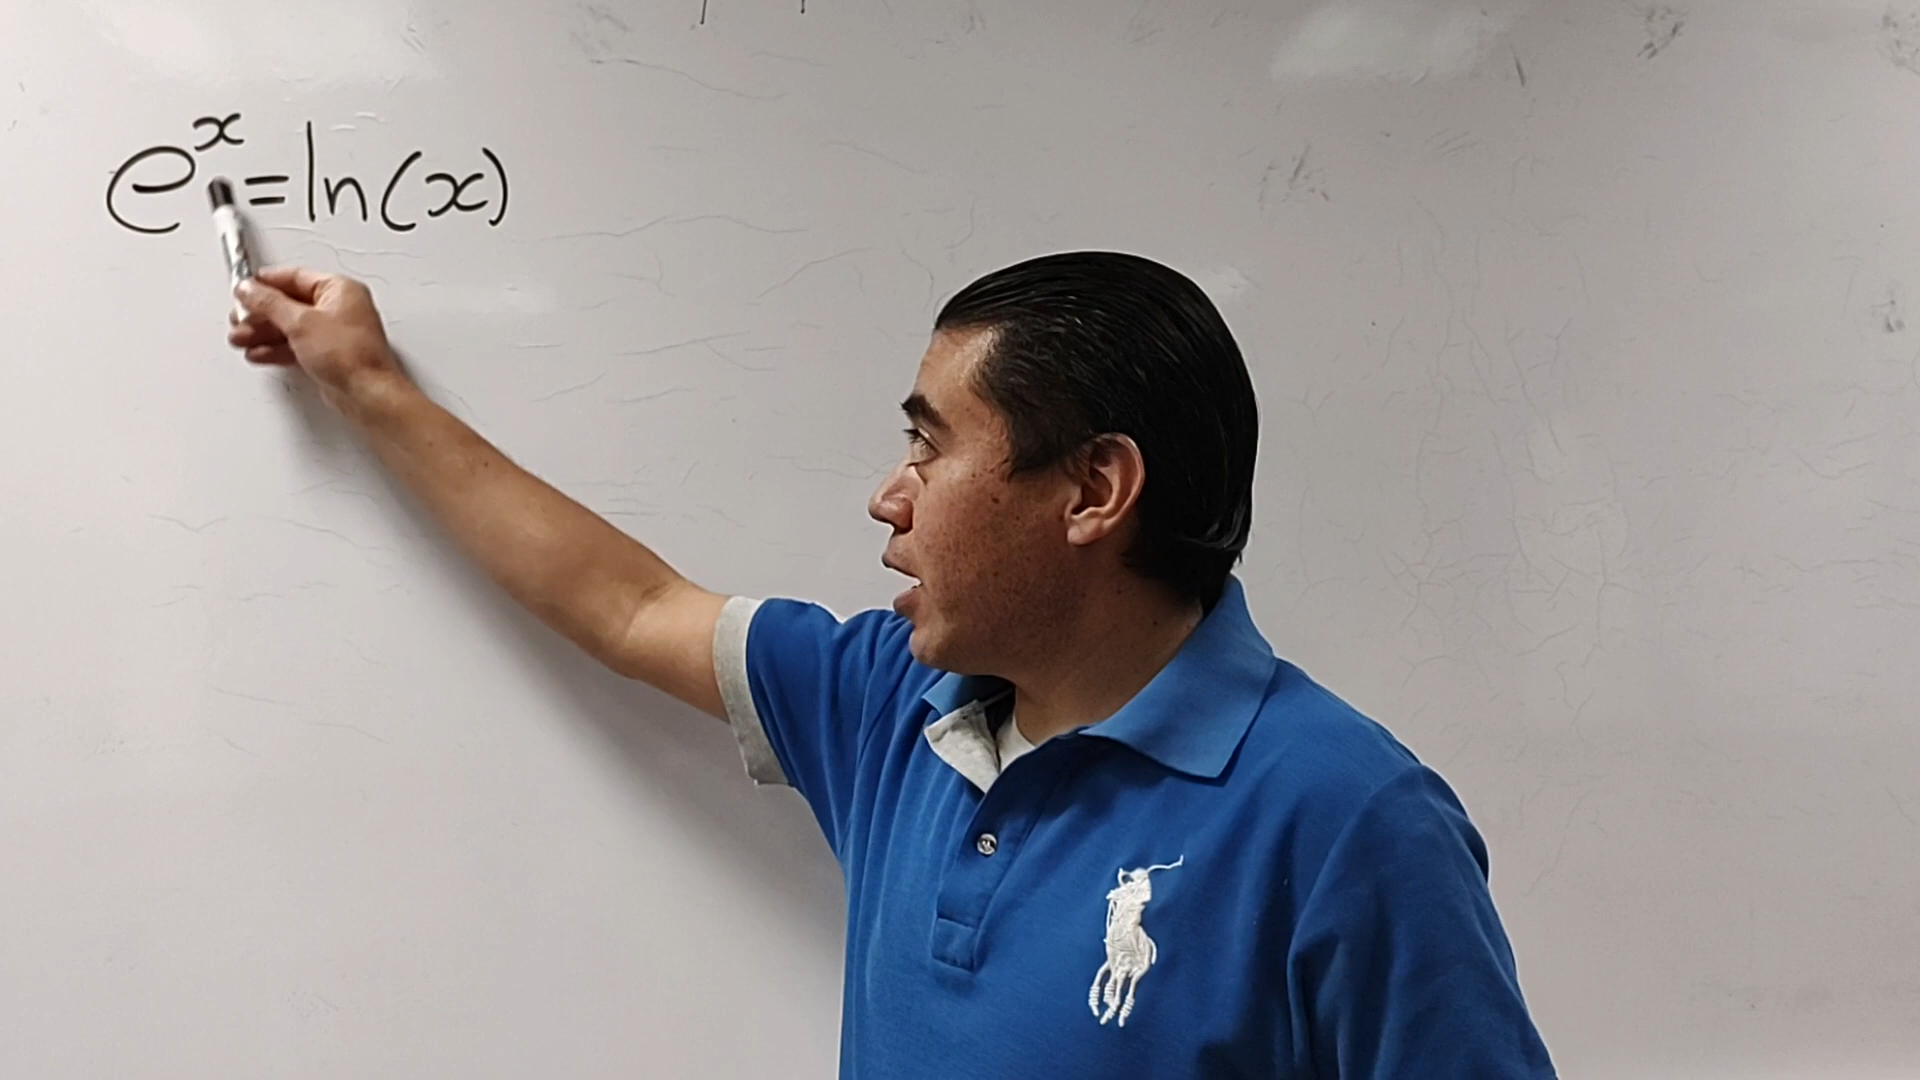 e^x = ln(x)